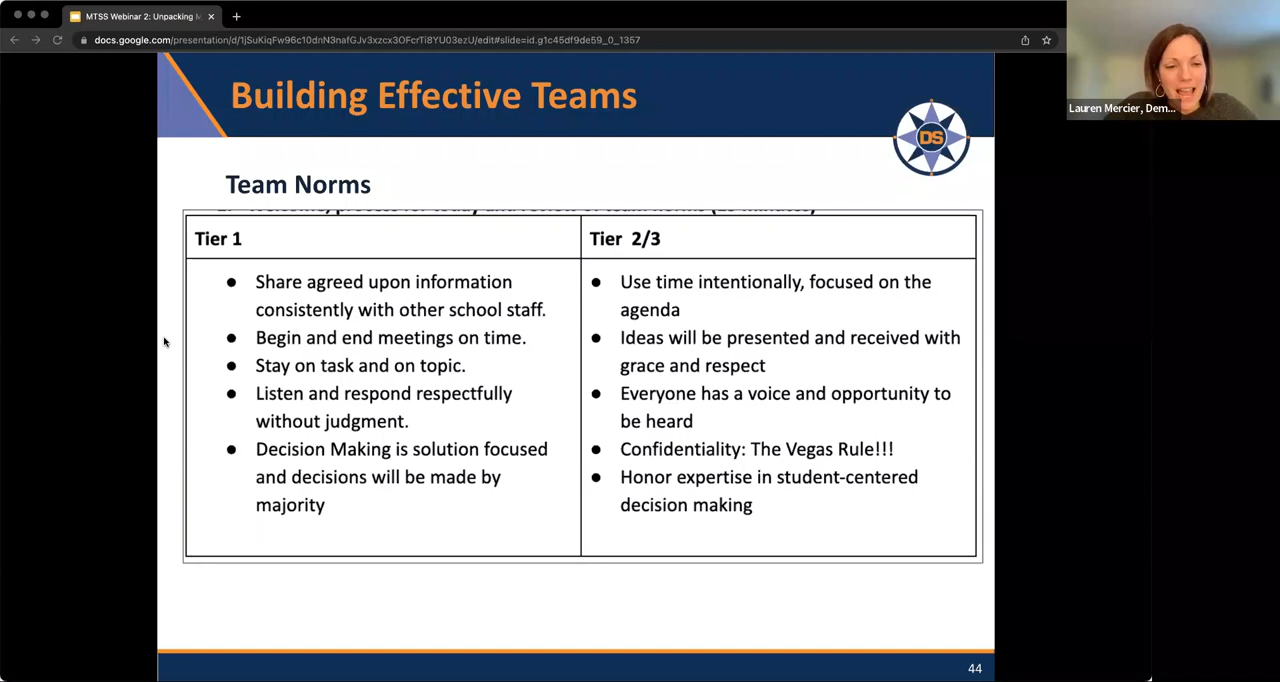 MTSS Webinar 2: Unpacking M
docs.google.com/presentation/d/1jSuKiqFw96c10dnN3nafGJv3xzcx3OFcrTi8YU03ezU/edit#slide=id.g1c45df9de59_0_1357
Lauren Mercier, Dem...
Building Effective Teams
DS
Team Norms
Tier 1
Share agreed upon information
consistently with other school staff.
Begin and end meetings on time.
Stay on task and on topic.
Listen and respond respectfully
without judgment.
Decision Making is solution focused
and decisions will be made by
majority
Tier 2/3
Use time intentionally, focused on the
agenda
Ideas will be presented and received with
grace and respect
Everyone has a voice and opportunity to
be heard
Confidentiality: The Vegas Rule!!!
Honor expertise in student-centered
decision making
44